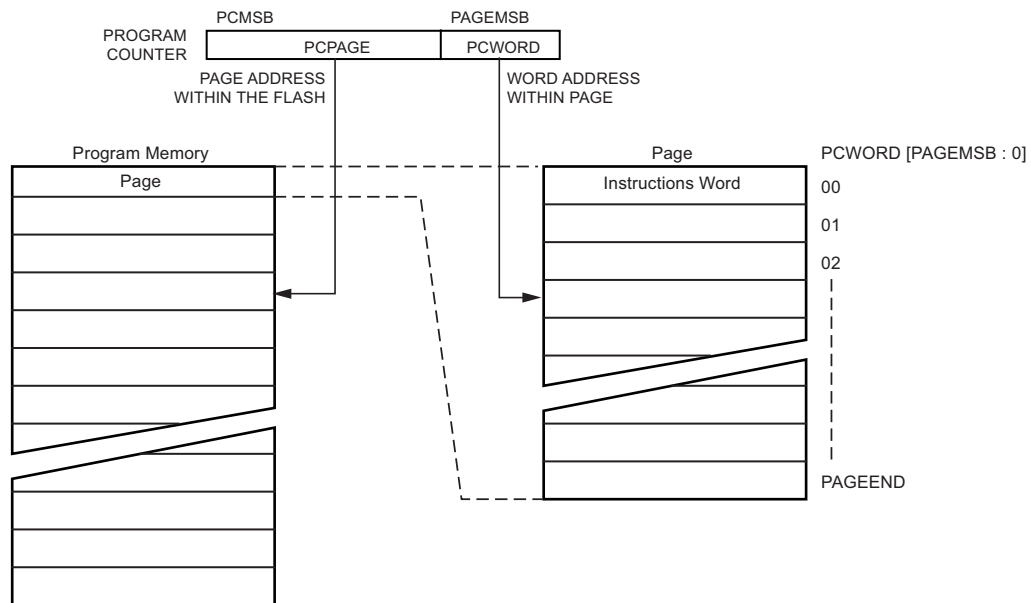 PCMSB
PAGEMSB
PROGRAM
COUNTER
PCPAGE
PCWORD
PAGE ADDRESS
WITHIN THE FLASH
WORD ADDRESS
WITHIN PAGE
Program Memory
Page
Page
Instructions Word
PCWORD [PAGEMSB : 0]
00
01
02
PAGEEND